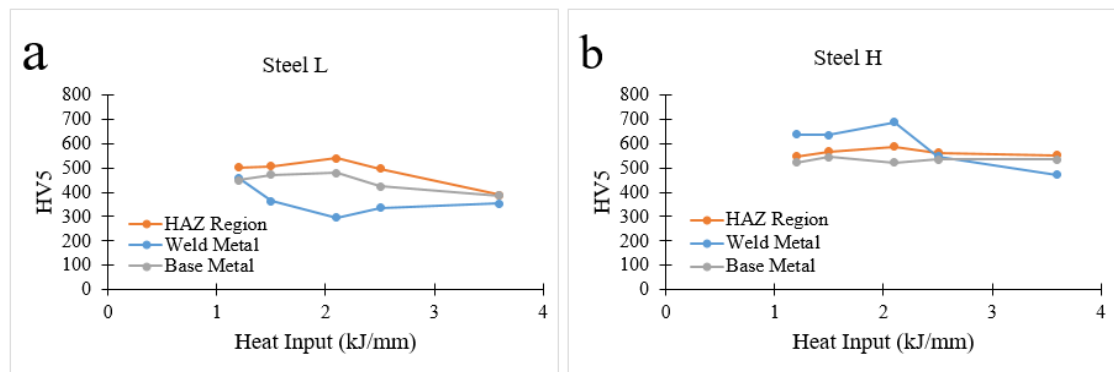 a
Steel L
800
700
600
500
400
300
200
100
0
HV5
HAZ Region
Weld Metal
Base Metal
0 1 2 3 4
Heat Input (kJ/mm)
b
Steel H
800
700
600
500
400
300
200
100
0
HV5
HAZ Region
Weld Metal
Base Metal
0 1 2 3 4
Heat Input (kJ/mm)